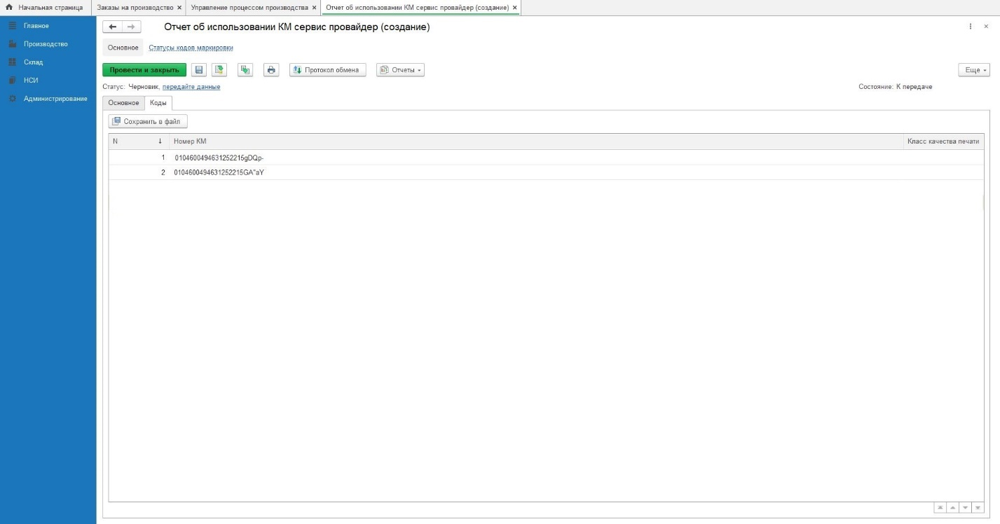 Начальная страница
Заказы на производство ×
Управление процессом производства ×
Отчет об использовании КМ сервис провайдер (создание) ×
Главное
Производство
Склад
НСИ
Администрирование
Отчет об использовании КМ сервис провайдер (создание)
Основное Статусы кодов маркировки
Провести и закрыть Протокол обмена Отчеты Еще
Статус: Черновик, передайте данные Состояние: К передаче
Основное Коды
Сохранить в файл
N ↓ Номер КМ Класс качества печати
1 0104600494631252215gDQp-
2 0104600494631252215GA"aY